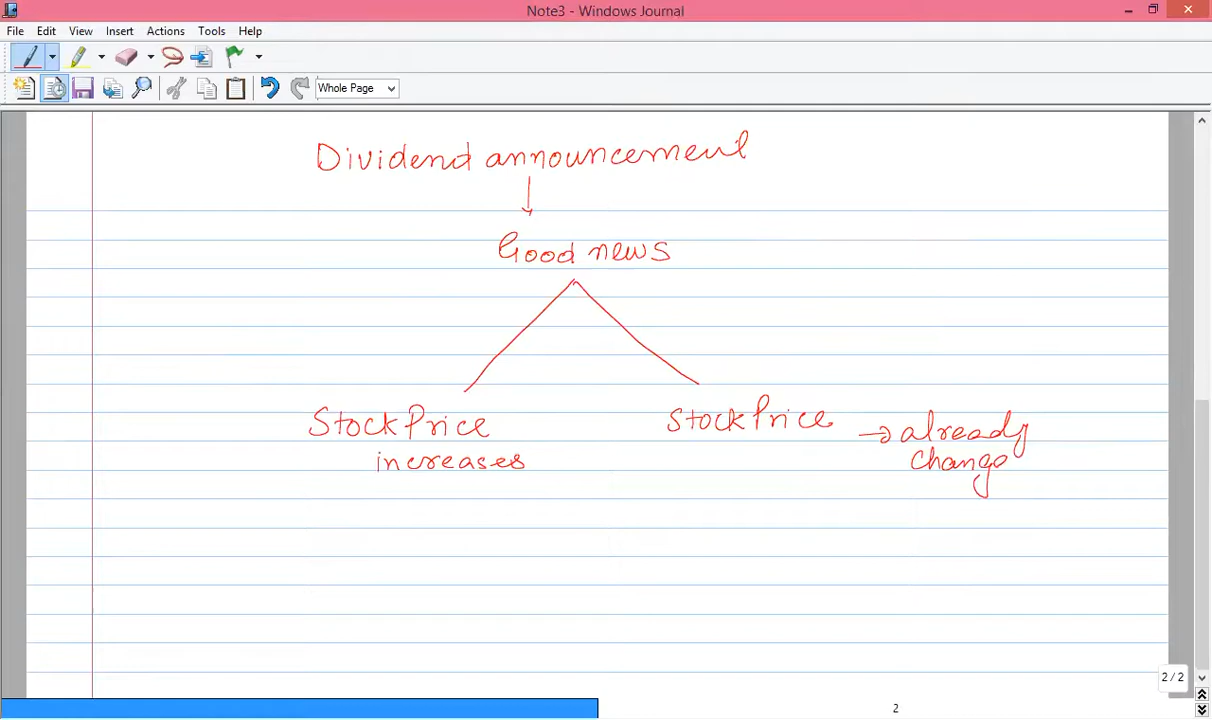 Note3 - Windows Journal
File Edit View Insert Actions Tools Help
Whole Page
Dividend announcement
Good news
Stock Price
increases
Stock Price → already
change
2 / 2
2